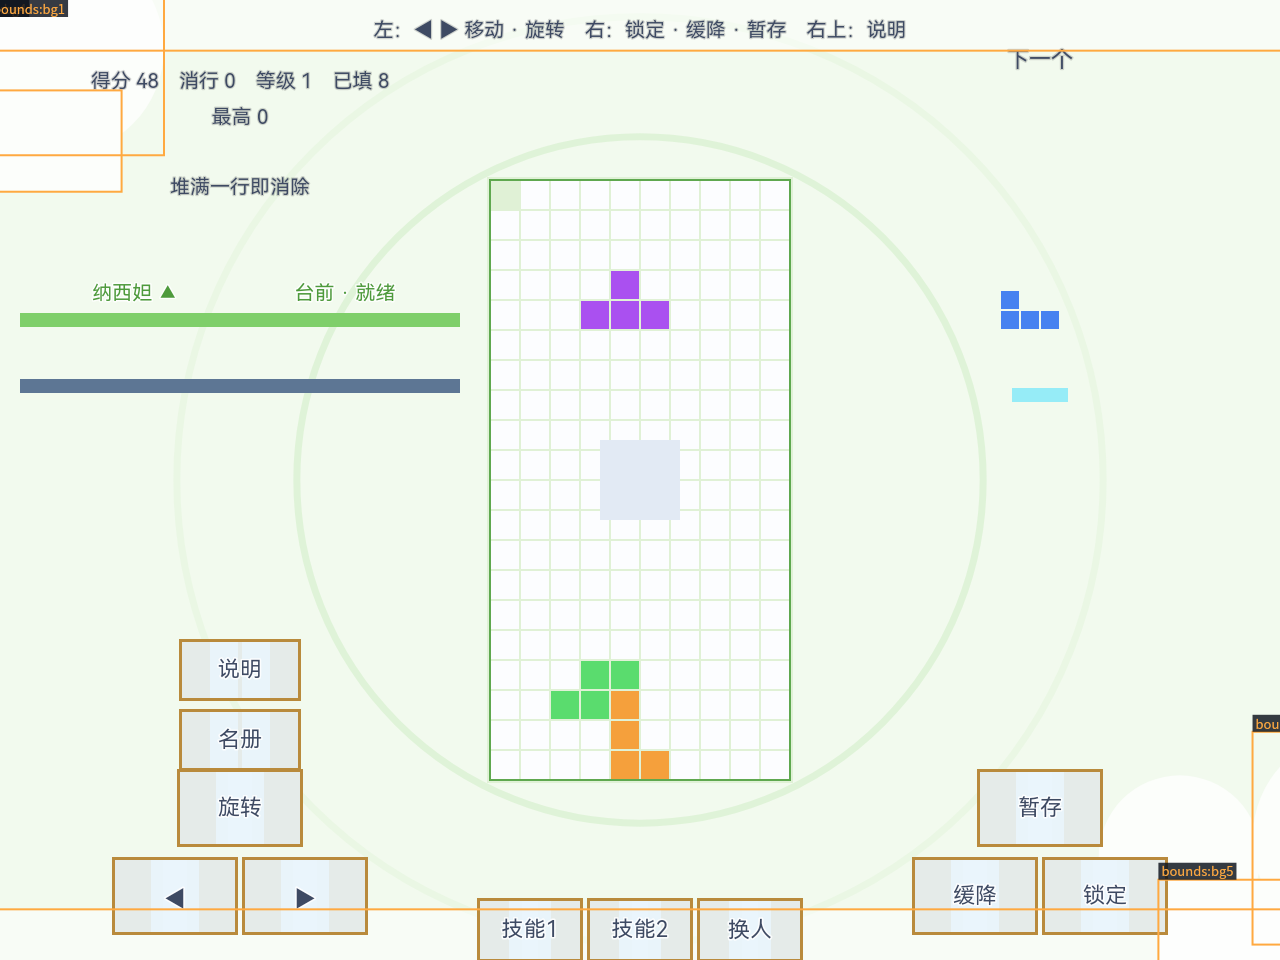 ounds:bg1
左：◀ ▶ 移动 · 旋转 右：锁定 · 缓降 · 暂存 右上：说明
下一个
得分 48 消行 0 等级 1 已填 8
最高 0
堆满一行即消除
纳西妲 ▲
台前 · 就绪
说明
名册
旋转
◀
▶
技能1
技能2
换人
暂存
缓降
锁定
bou
bounds:bg5